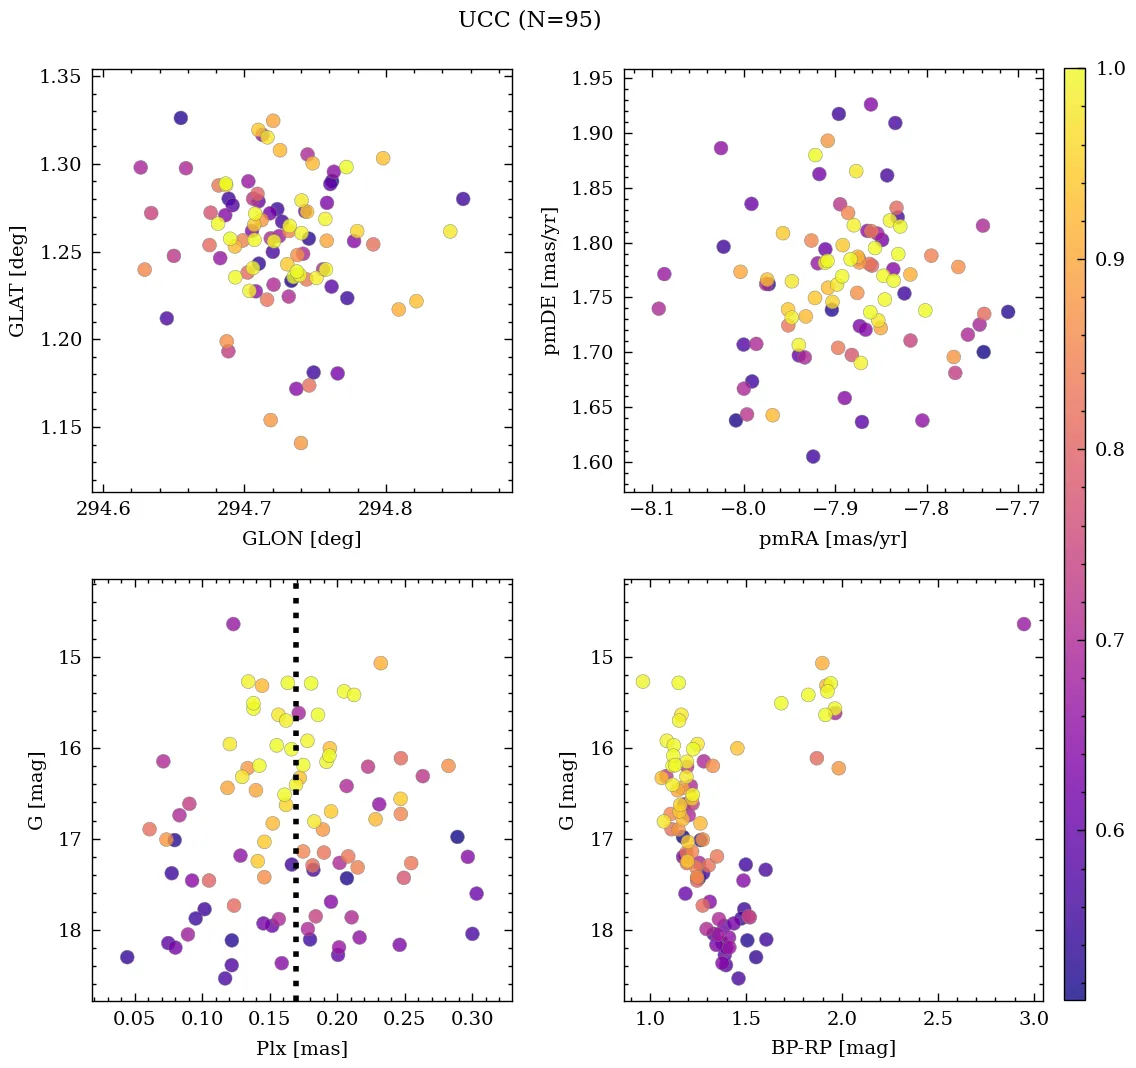 UCC (N=95)
1.35
1.30
1.25
1.20
1.15
GLAT [deg]
294.6 294.7 294.8
GLON [deg]
1.95
1.90
1.85
1.80
1.75
1.70
1.65
1.60
pmDE [mas/yr]
−8.1 −8.0 −7.9 −7.8 −7.7
pmRA [mas/yr]
1.0
0.9
0.8
0.7
0.6
15
16
17
18
G [mag]
0.05 0.10 0.15 0.20 0.25 0.30
Plx [mas]
15
16
17
18
G [mag]
1.0 1.5 2.0 2.5 3.0
BP-RP [mag]